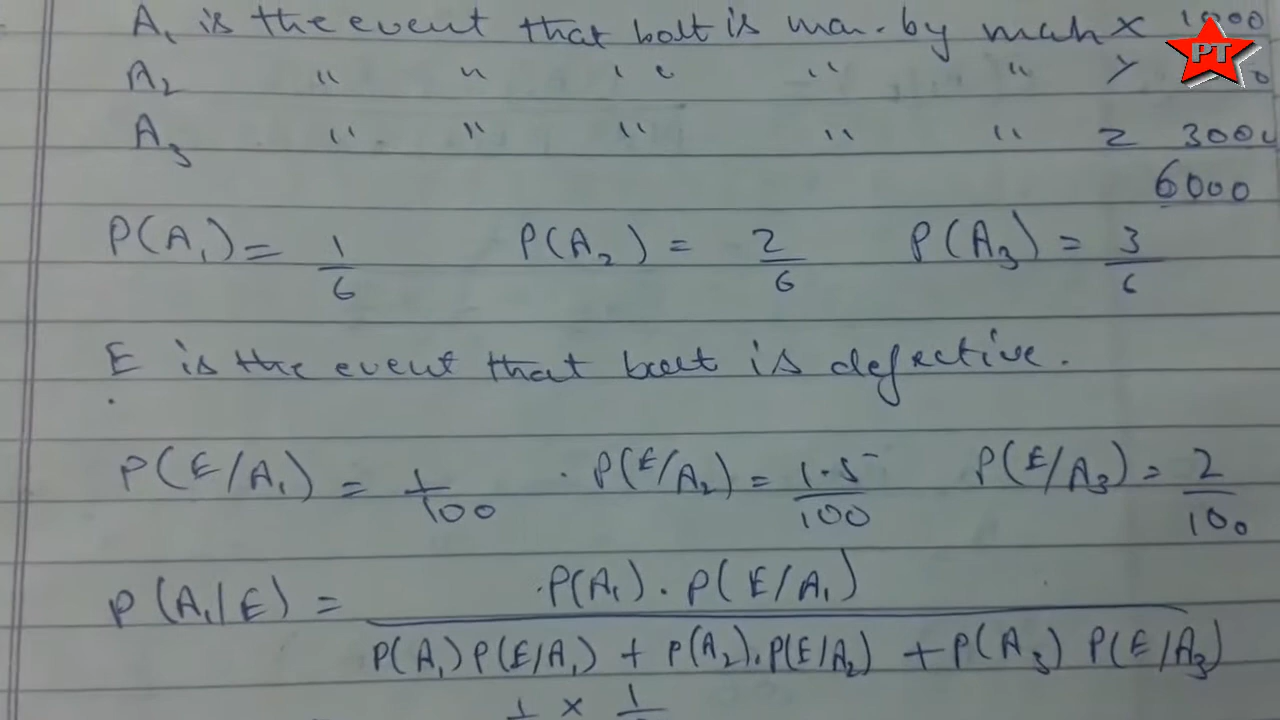 A₁ is the event that bolt is man. by mach X 1000
PT
A₂ " " " " " Y
A₃ " " " " " Z 3000
6000
P(A₁) = 1/6 P(A₂) = 2/6 P(A₃) = 3/6
E is the event that bolt is defective.
P(E/A₁) = 1/100 . P(E/A₂) = 1.5/100 P(E/A₃) = 2/100
P(A₁/E) = P(A₁) . P(E/A₁)
P(A₁) P(E/A₁) + P(A₂) . P(E/A₂) + P(A₃) P(E/A₃)
1 × 1